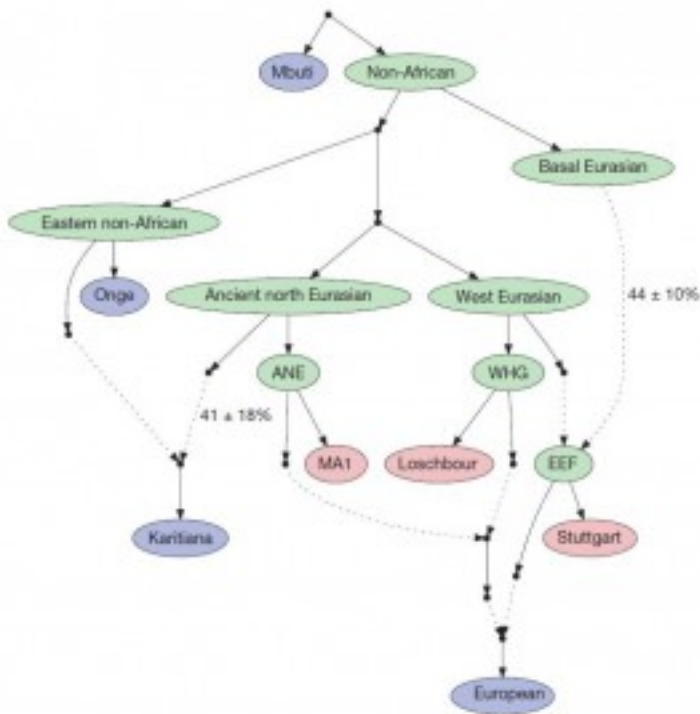 Mbuti
Non-African
Basal Eurasian
Eastern non-African
Onge
Ancient north Eurasian
West Eurasian
44 ± 10%
ANE
WHG
41 ± 18%
MA1
Loschbour
EEF
Karitiana
Stuttgart
European